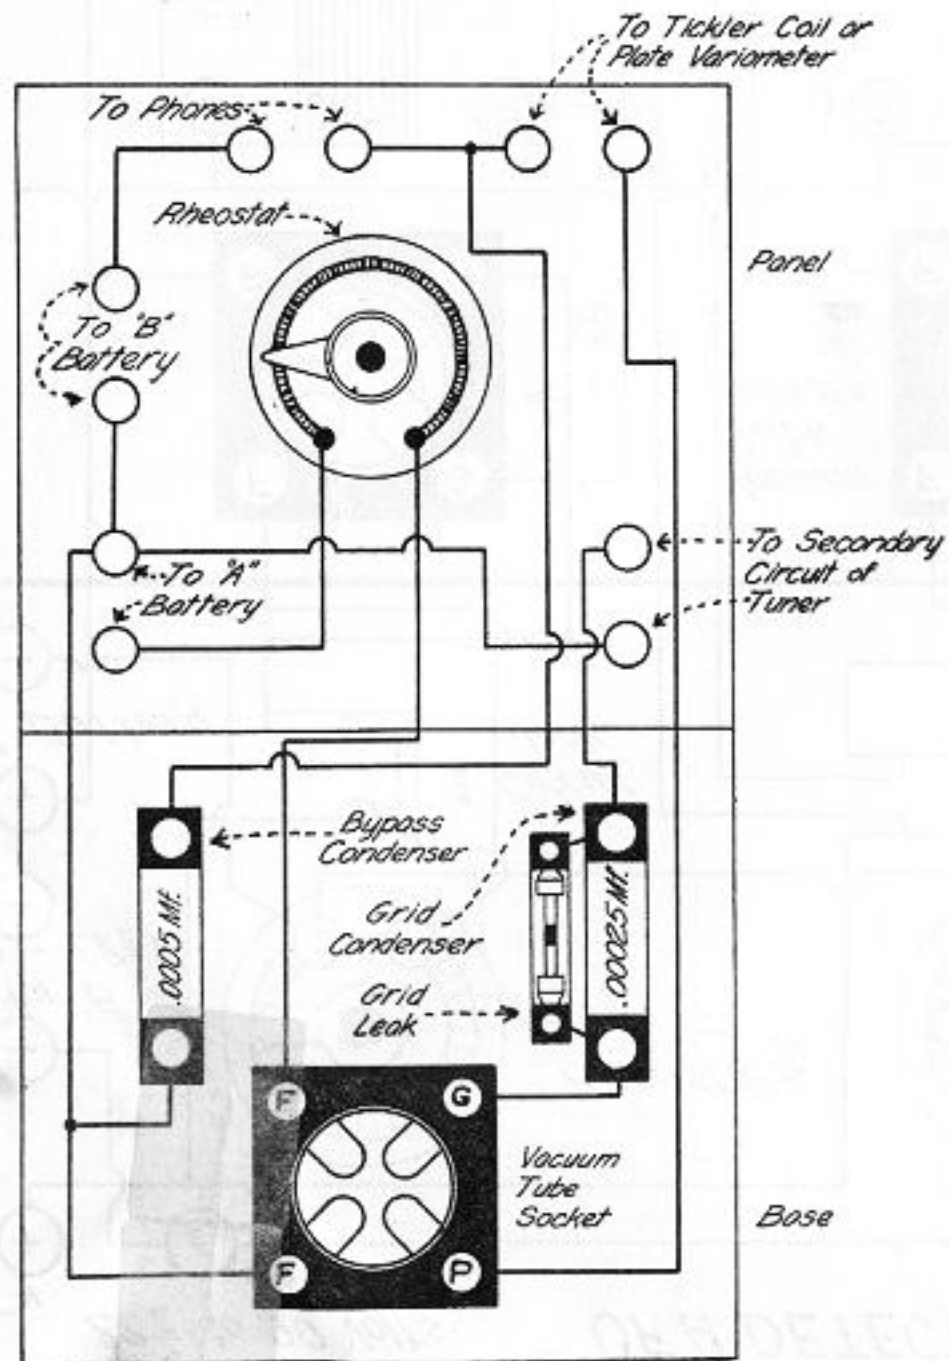 To Tickler Coil or
Plate Variometer
To Phones
Rheostat
Panel
To "B"
Battery
To "A"
Battery
To Secondary
Circuit of
Tuner
Bypass
Condenser
Grid
Condenser
Grid
Leak
.0005 Mf.
.00025 Mf.
F
G
F
P
Vacuum
Tube
Socket
Base